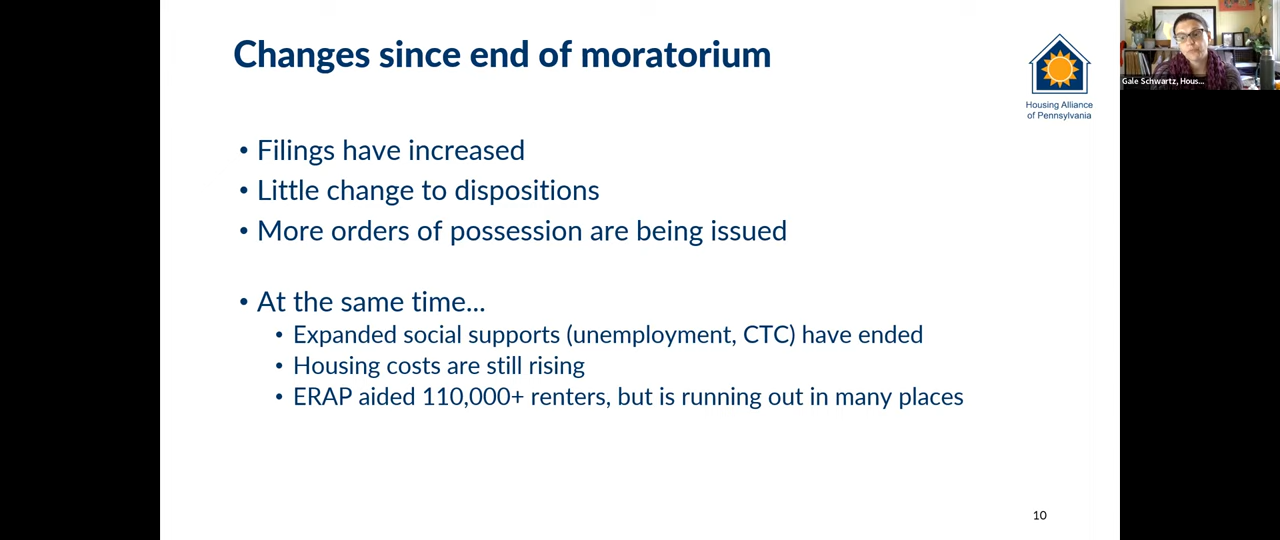 Changes since end of moratorium
Housing Alliance
of Pennsylvania
Gale Schwartz, Hous...
• Filings have increased
• Little change to dispositions
• More orders of possession are being issued
• At the same time...
• Expanded social supports (unemployment, CTC) have ended
• Housing costs are still rising
• ERAP aided 110,000+ renters, but is running out in many places
10